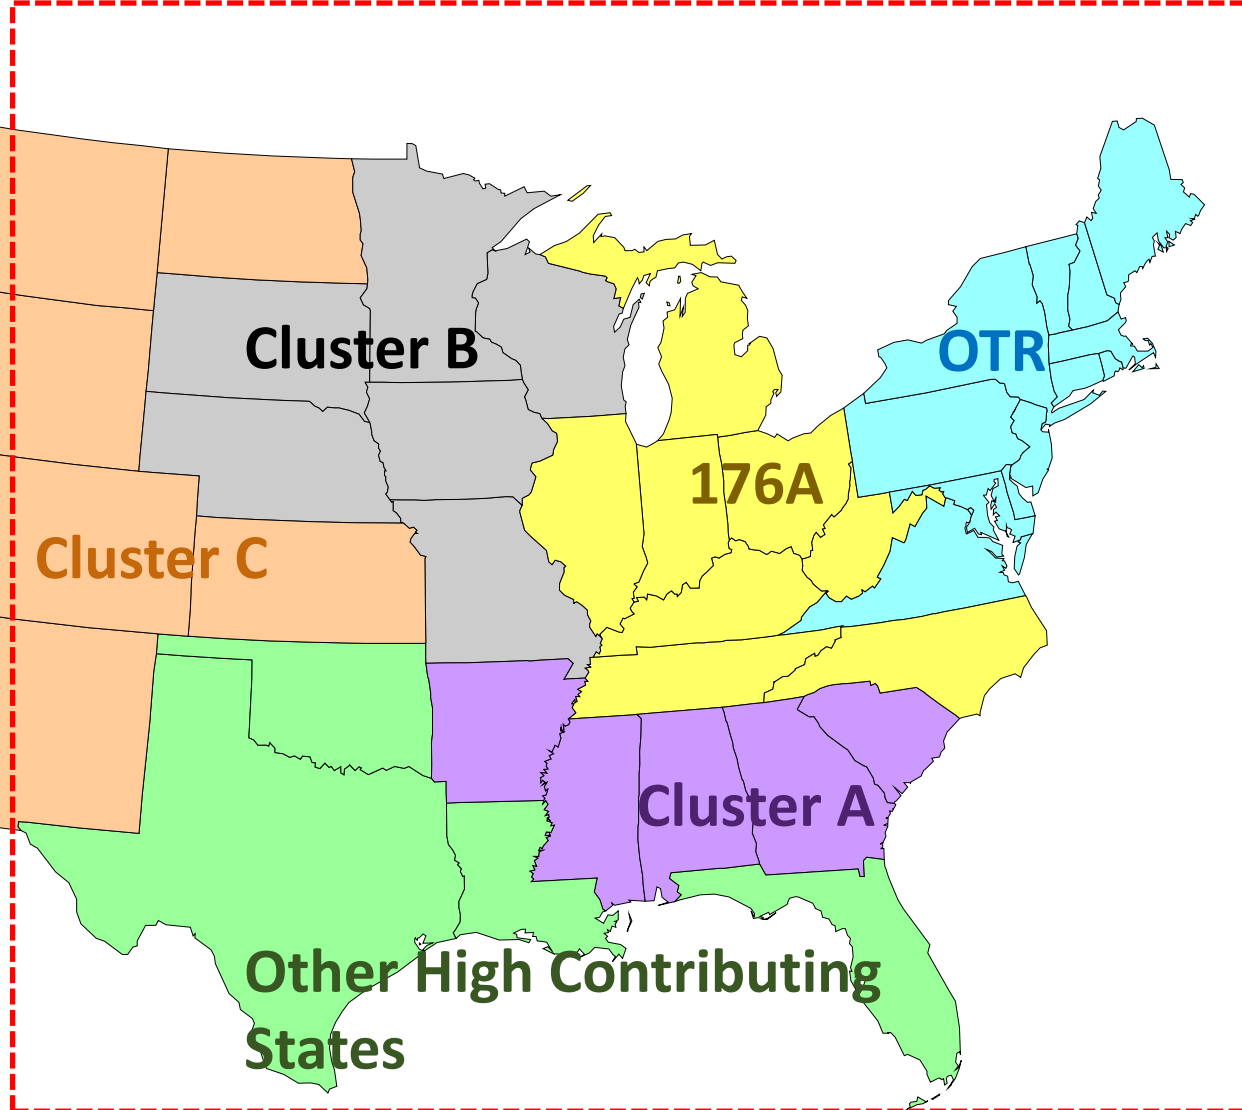 Cluster B
OTR
176A
Cluster C
Cluster A
Other High Contributing
States